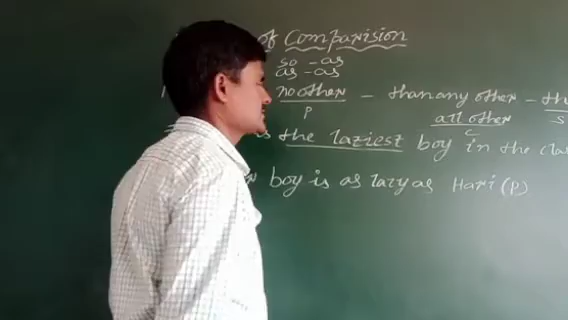 of Comparision
so - as
as - as
no other - than any other - th
P all other S
C
is the laziest boy in the cla
boy is as lazy as Hari (P)